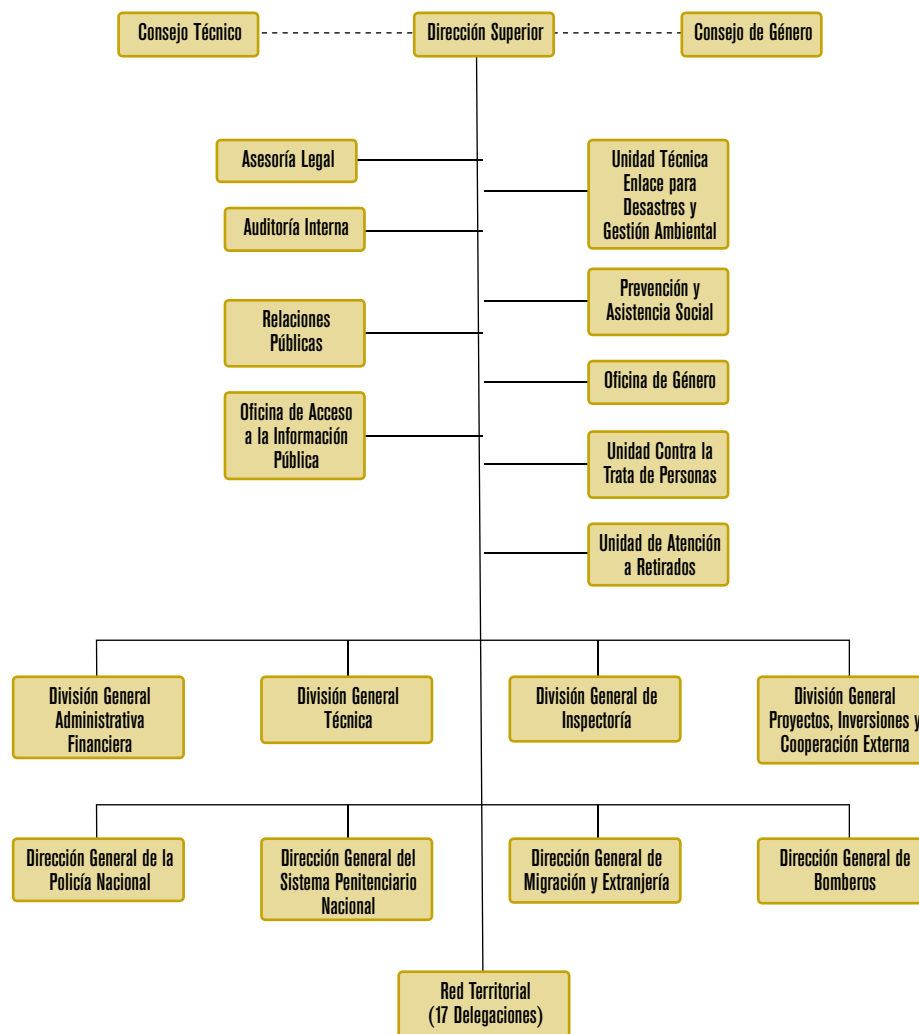 Consejo Técnico
Dirección Superior
Consejo de Género
Asesoría Legal
Unidad Técnica
Enlace para
Desastres y
Gestión Ambiental
Auditoría Interna
Prevención y
Asistencia Social
Relaciones
Públicas
Oficina de Género
Oficina de Acceso
a la Información
Pública
Unidad Contra la
Trata de Personas
Unidad de Atención
a Retirados
División General
Administrativa
Financiera
División General
Técnica
División General de
Inspectoría
División General
Proyectos, Inversiones y
Cooperación Externa
Dirección General de la
Policía Nacional
Dirección General del
Sistema Penitenciario
Nacional
Dirección General de
Migración y Extranjería
Dirección General de
Bomberos
Red Territorial
(17 Delegaciones)